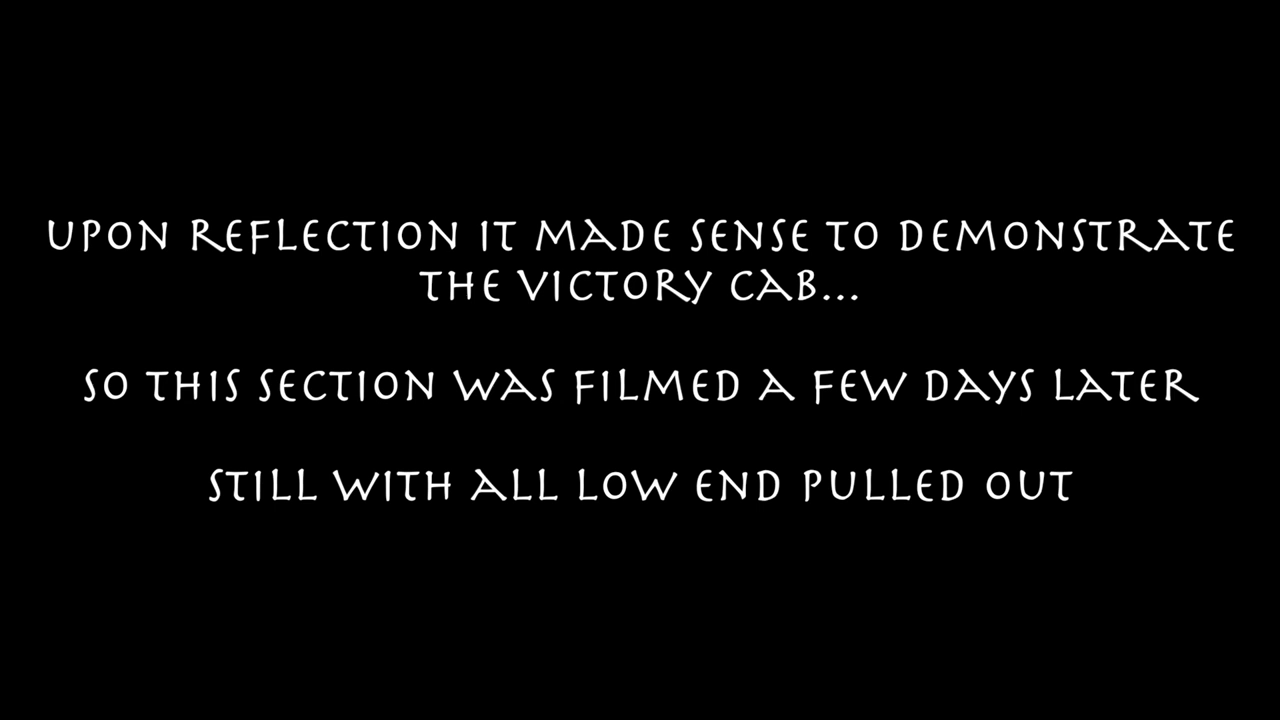 UPON REFLECTION IT MADE SENSE TO DEMONSTRATE
THE VICTORY CAB...
SO THIS SECTION WAS FILMED A FEW DAYS LATER
STILL WITH ALL LOW END PULLED OUT